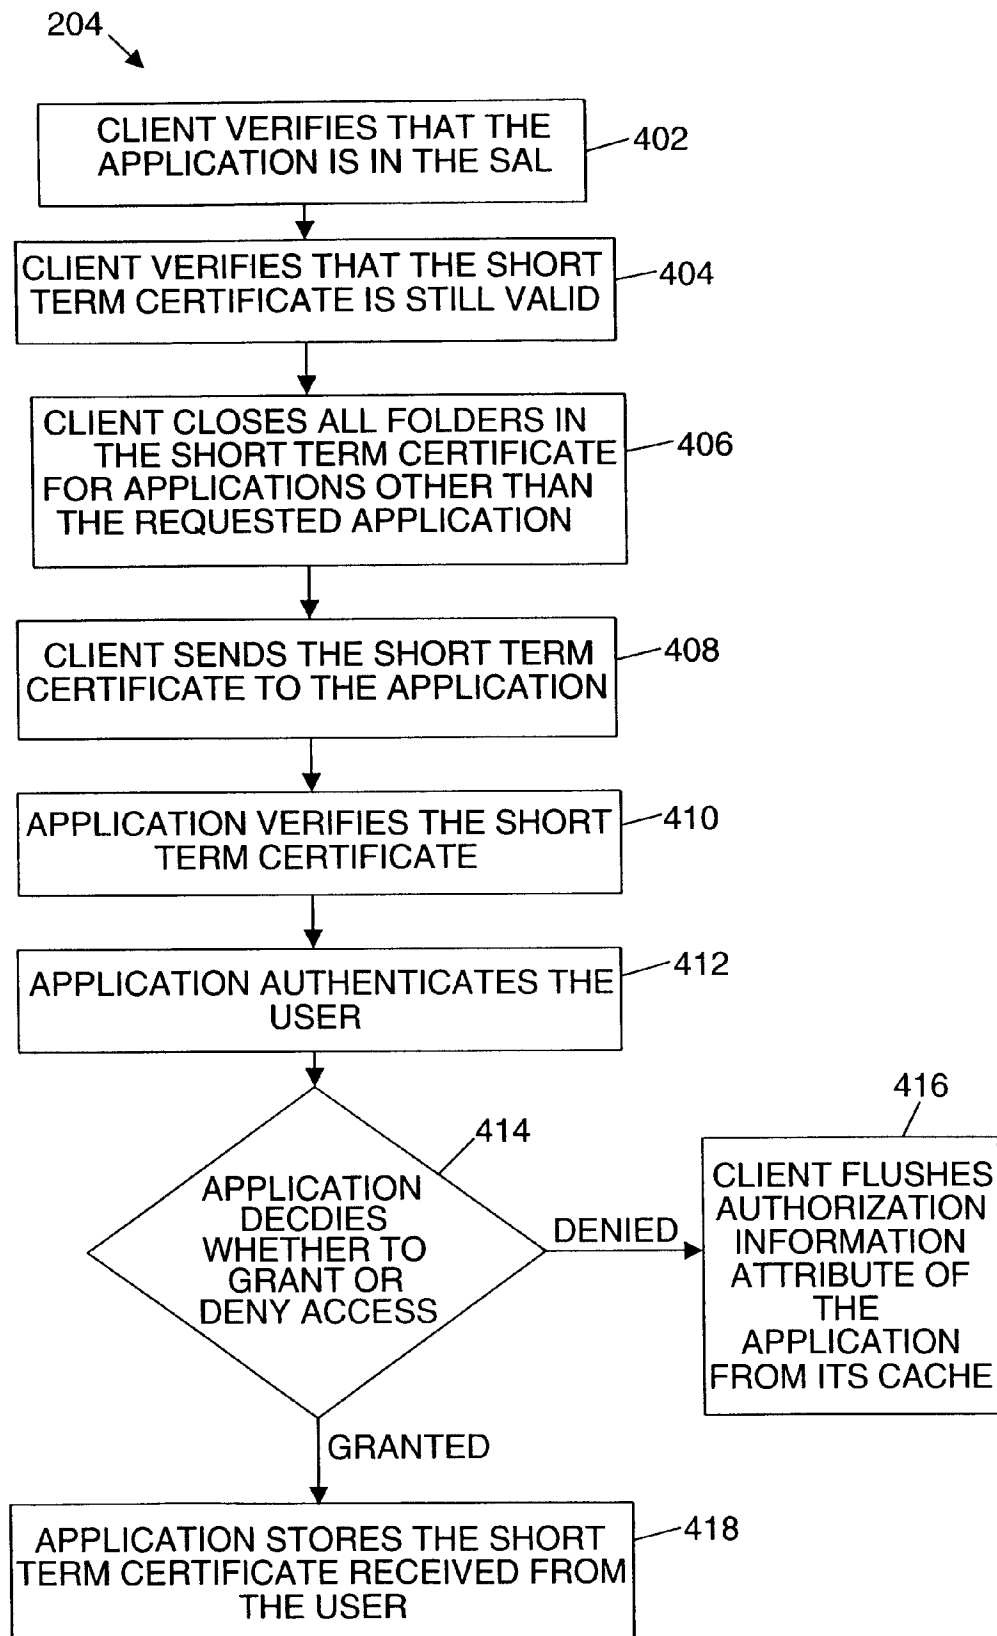 204
CLIENT VERIFIES THAT THE
APPLICATION IS IN THE SAL
402
CLIENT VERIFIES THAT THE SHORT
TERM CERTIFICATE IS STILL VALID
404
CLIENT CLOSES ALL FOLDERS IN
THE SHORT TERM CERTIFICATE
FOR APPLICATIONS OTHER THAN
THE REQUESTED APPLICATION
406
CLIENT SENDS THE SHORT TERM
CERTIFICATE TO THE APPLICATION
408
APPLICATION VERIFIES THE SHORT
TERM CERTIFICATE
410
APPLICATION AUTHENTICATES THE
USER
412
APPLICATION
DECDIES
WHETHER TO
GRANT OR
DENY ACCESS
414
DENIED
416
CLIENT FLUSHES
AUTHORIZATION
INFORMATION
ATTRIBUTE OF
THE
APPLICATION
FROM ITS CACHE
GRANTED
APPLICATION STORES THE SHORT
TERM CERTIFICATE RECEIVED FROM
THE USER
418